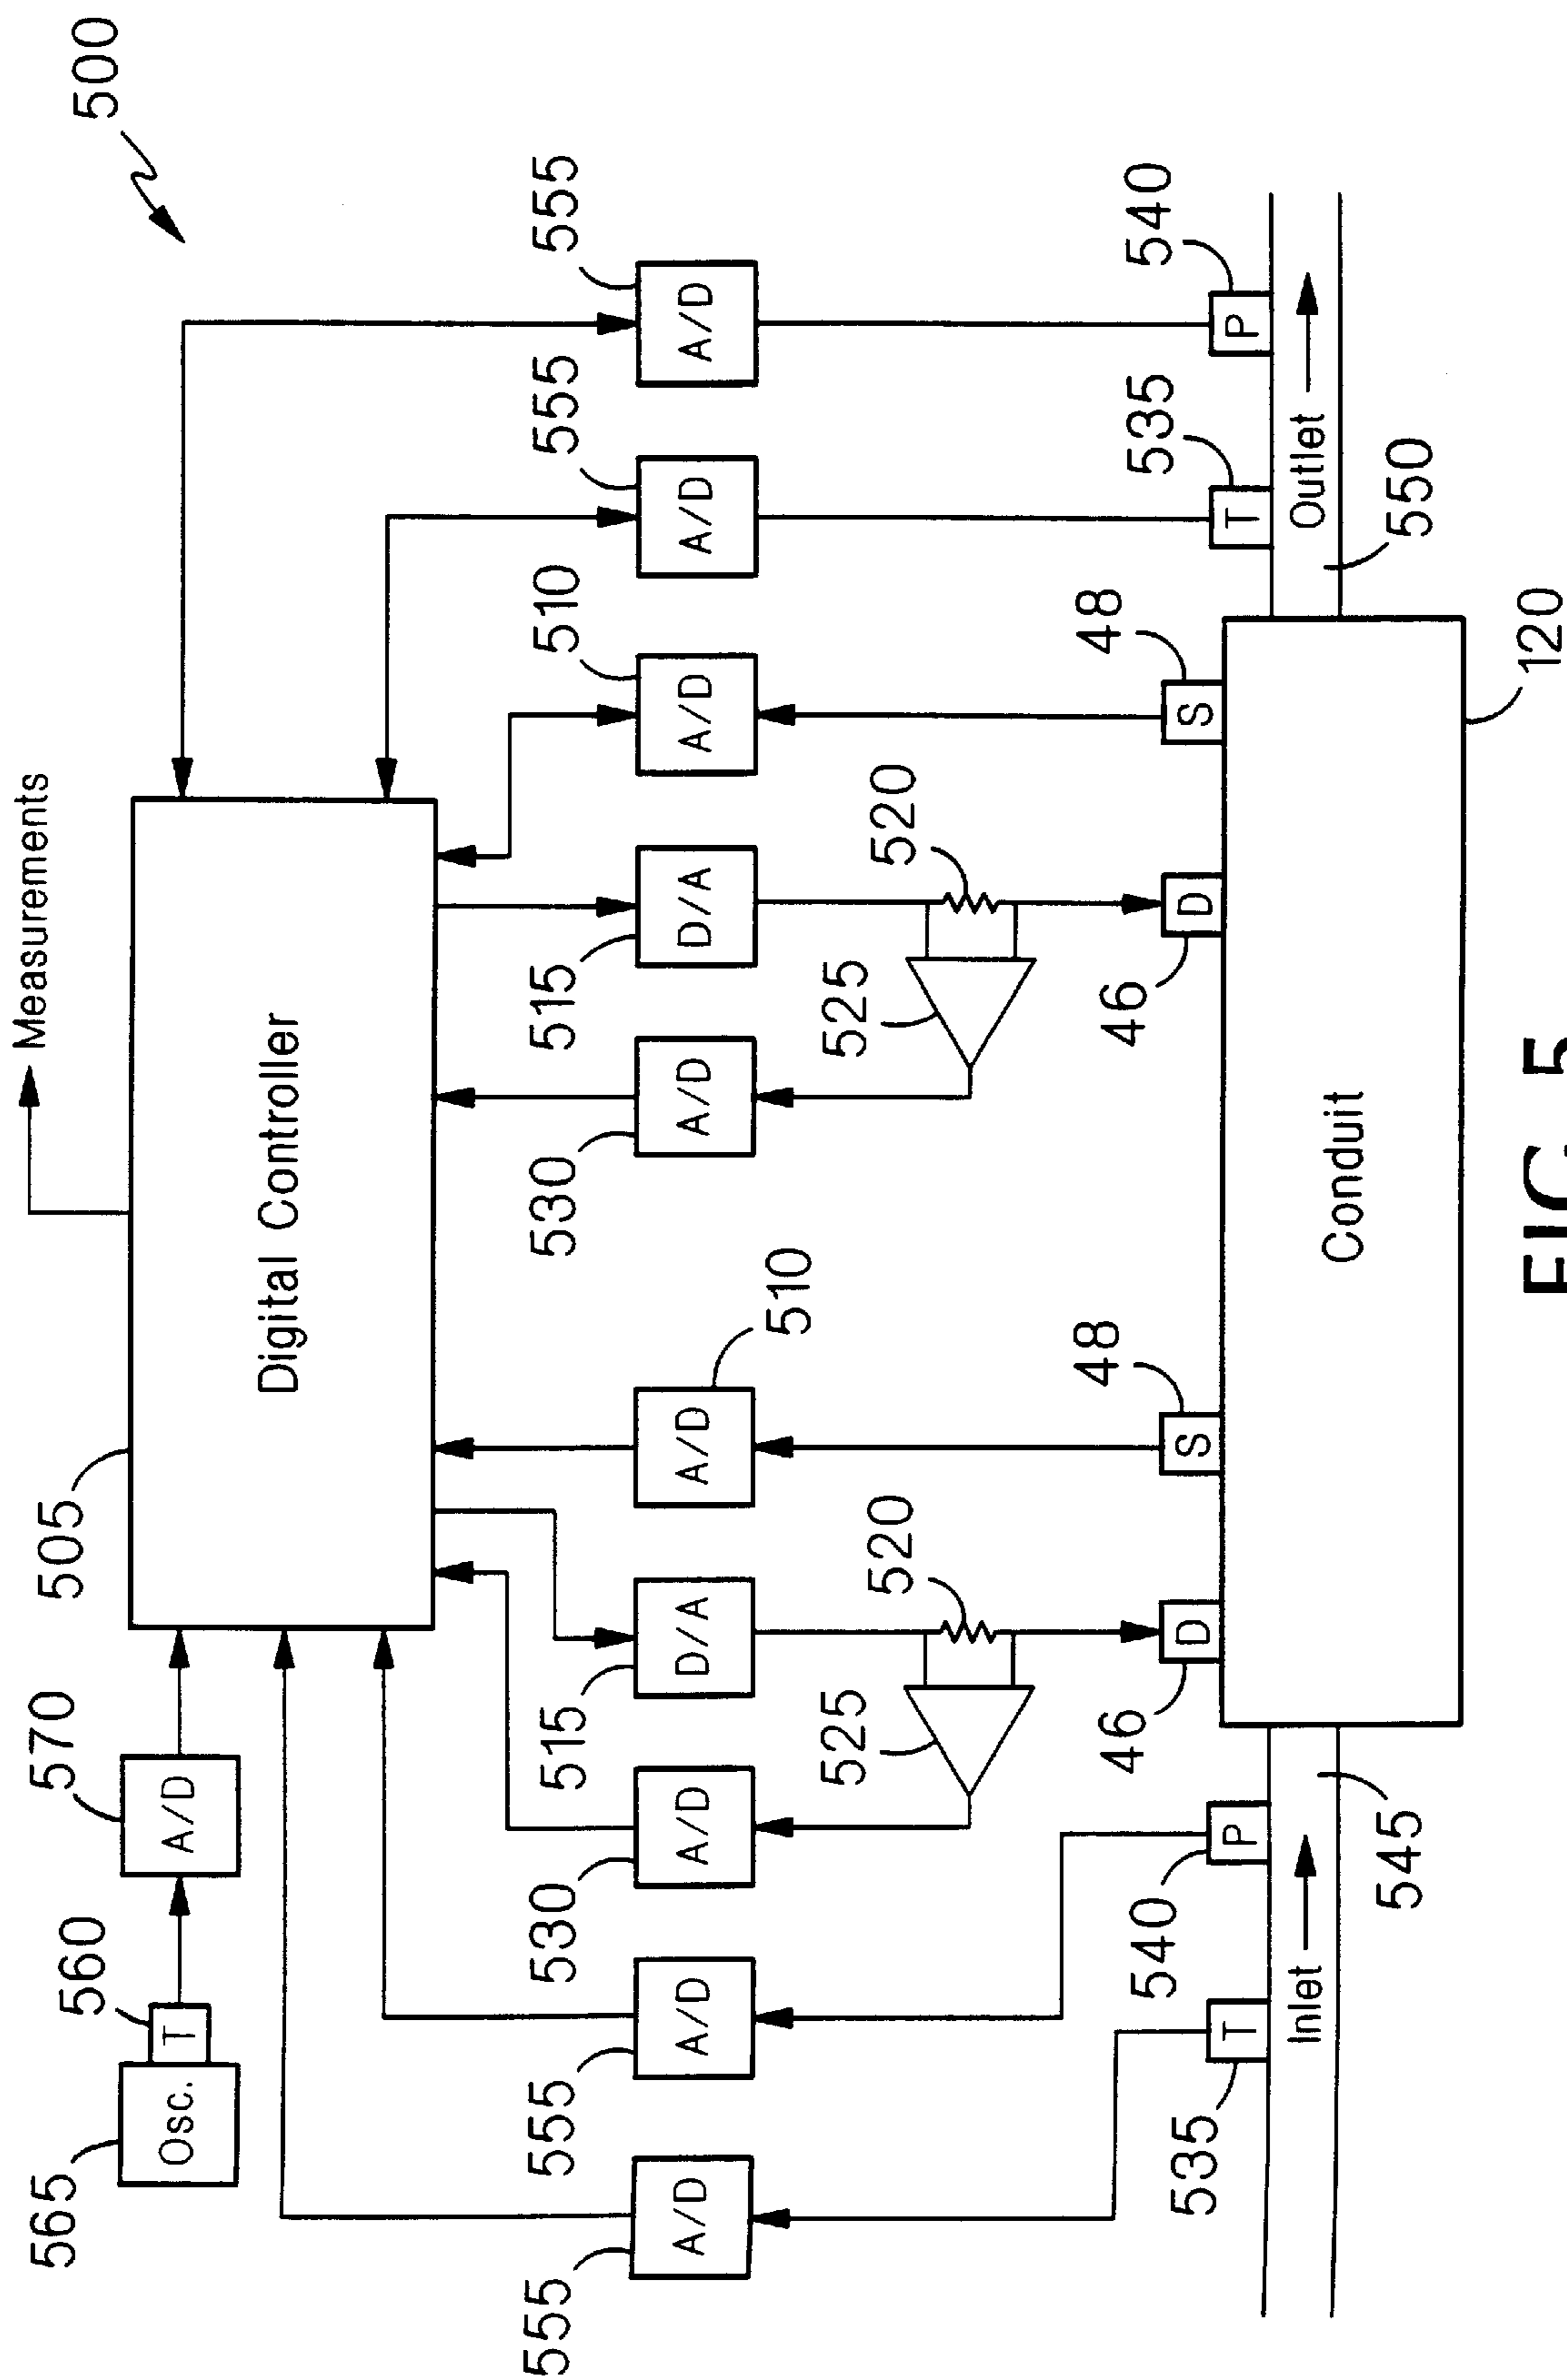 500
Measurements
505
Digital Controller
565
Osc.
560
T
570
A/D
555
A/D
555
A/D
530
A/D
515
D/A
A/D
510
530
A/D
515
D/A
510
A/D
555
A/D
555
A/D
525
520
525
520
535
T
540
P
46
D
48
S
46
D
48
S
535
T
540
P
Inlet
545
Conduit
120
Outlet
550
FIG. 5